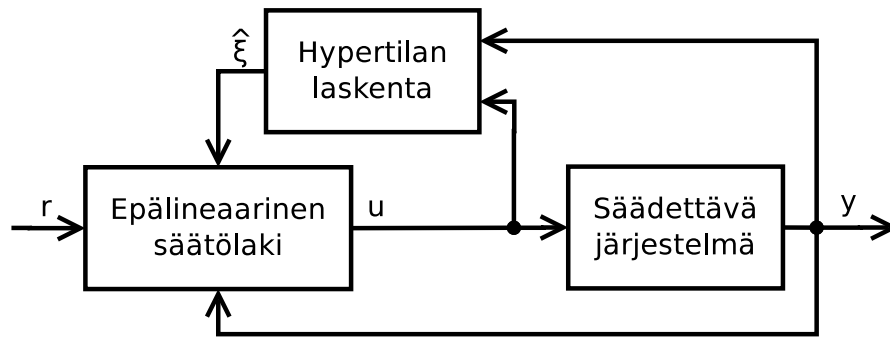 ξ̂
Hypertilan
laskenta
r
Epälineaarinen
säätölaki
u
Säädettävä
järjestelmä
y